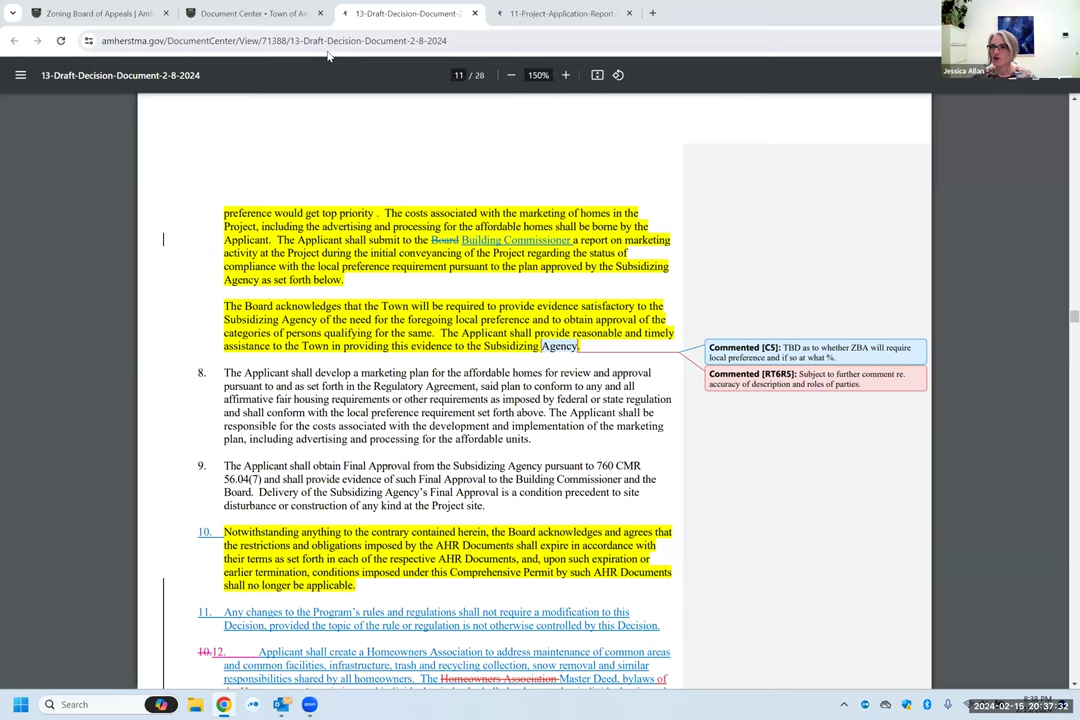 Zoning Board of Appeals | Amh
Document Center • Town of Am
13-Draft-Decision-Document-2-
11-Project-Application-Report-
amherstma.gov/DocumentCenter/View/71388/13-Draft-Decision-Document-2-8-2024
Jessica Allan
13-Draft-Decision-Document-2-8-2024
11 / 28
150%
preference would get top priority . The costs associated with the marketing of homes in the
Project, including the advertising and processing for the affordable homes shall be borne by the
Applicant. The Applicant shall submit to the Board Building Commissioner a report on marketing
activity at the Project during the initial conveyancing of the Project regarding the status of
compliance with the local preference requirement pursuant to the plan approved by the Subsidizing
Agency as set forth below.
The Board acknowledges that the Town will be required to provide evidence satisfactory to the
Subsidizing Agency of the need for the foregoing local preference and to obtain approval of the
categories of persons qualifying for the same. The Applicant shall provide reasonable and timely
assistance to the Town in providing this evidence to the Subsidizing Agency.
Commented [C5]: TBD as to whether ZBA will require
local preference and if so at what %.
Commented [RT6R5]: Subject to further comment re.
accuracy of description and roles of parties.
8. The Applicant shall develop a marketing plan for the affordable homes for review and approval
pursuant to and as set forth in the Regulatory Agreement, said plan to conform to any and all
affirmative fair housing requirements or other requirements as imposed by federal or state regulation
and shall conform with the local preference requirement set forth above. The Applicant shall be
responsible for the costs associated with the development and implementation of the marketing
plan, including advertising and processing for the affordable units.
9. The Applicant shall obtain Final Approval from the Subsidizing Agency pursuant to 760 CMR
56.04(7) and shall provide evidence of such Final Approval to the Building Commissioner and the
Board. Delivery of the Subsidizing Agency's Final Approval is a condition precedent to site
disturbance or construction of any kind at the Project site.
10. Notwithstanding anything to the contrary contained herein, the Board acknowledges and agrees that
the restrictions and obligations imposed by the AHR Documents shall expire in accordance with
their terms as set forth in each of the respective AHR Documents, and, upon such expiration or
earlier termination, conditions imposed under this Comprehensive Permit by such AHR Documents
shall no longer be applicable.
11. Any changes to the Program's rules and regulations shall not require a modification to this
Decision, provided the topic of the rule or regulation is not otherwise controlled by this Decision.
10.12. Applicant shall create a Homeowners Association to address maintenance of common areas
and common facilities, infrastructure, trash and recycling collection, snow removal and similar
responsibilities shared by all homeowners. The Homeowners Association Master Deed, bylaws of
Search
2024-02-15 20:37:32